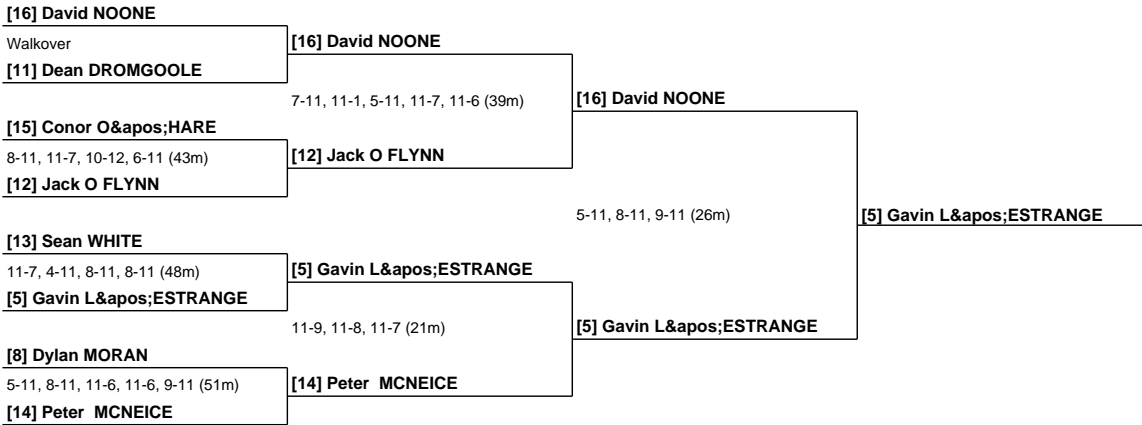 [16] David NOONE
Walkover
[11] Dean DROMGOOLE
[15] Conor O&apos;HARE
8-11, 11-7, 10-12, 6-11 (43m)
[12] Jack O FLYNN
[13] Sean WHITE
11-7, 4-11, 8-11, 8-11 (48m)
[5] Gavin L&apos;ESTRANGE
[8] Dylan MORAN
5-11, 8-11, 11-6, 11-6, 9-11 (51m)
[14] Peter  MCNEICE
[16] David NOONE
7-11, 11-1, 5-11, 11-7, 11-6 (39m)
[12] Jack O FLYNN
[5] Gavin L&apos;ESTRANGE
11-9, 11-8, 11-7 (21m)
[14] Peter  MCNEICE
[16] David NOONE
5-11, 8-11, 9-11 (26m)
[5] Gavin L&apos;ESTRANGE
[5] Gavin L&apos;ESTRANGE